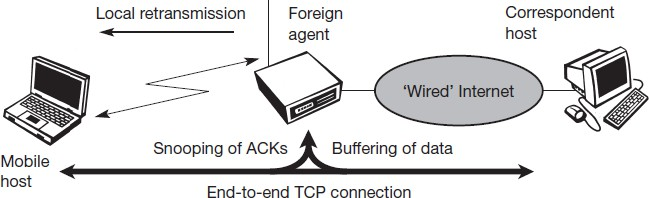 Local retransmission
Foreign
agent
Correspondent
host
'Wired' Internet
Snooping of ACKs
Buffering of data
Mobile
host
End-to-end TCP connection